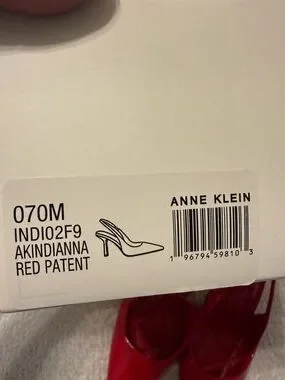 070M
INDI02F9
AKINDIANNA
RED PATENT
ANNE KLEIN
1 96794 59810 3